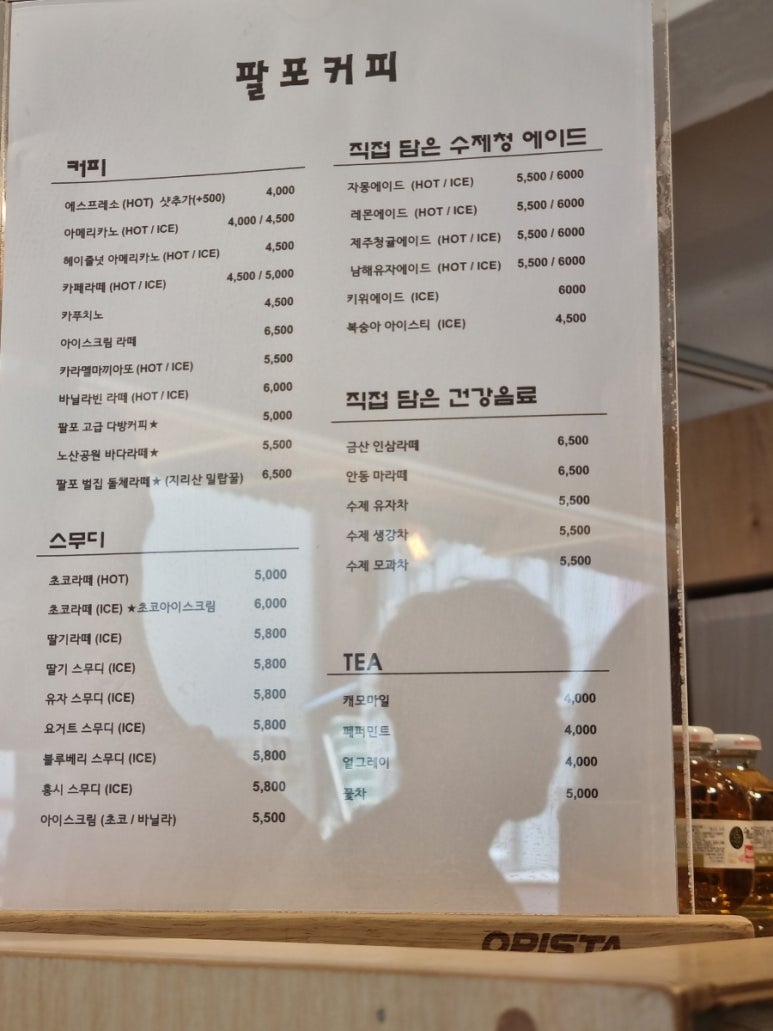 팔포커피
커피
에스프레소 (HOT) 샷추가(+500) 4,000
아메리카노 (HOT / ICE) 4,000 / 4,500
헤이즐넛 아메리카노 (HOT / ICE) 4,500
카페라떼 (HOT / ICE) 4,500 / 5,000
카푸치노 4,500
아이스크림 라떼 6,500
카라멜마끼아또 (HOT / ICE) 5,500
바닐라빈 라떼 (HOT / ICE) 6,000
팔포 고급 다방커피★ 5,000
노산공원 바다라떼★ 5,500
팔포 벌집 돌체라떼★ (지리산 밀랍꿀) 6,500
스무디
초코라떼 (HOT) 5,000
초코라떼 (ICE) ★초코아이스크림 6,000
딸기라떼 (ICE) 5,800
딸기 스무디 (ICE) 5,800
유자 스무디 (ICE) 5,800
요거트 스무디 (ICE) 5,800
블루베리 스무디 (ICE) 5,800
홍시 스무디 (ICE) 5,800
아이스크림 (초코 / 바닐라) 5,500
직접 담은 수제청 에이드
자몽에이드 (HOT / ICE) 5,500 / 6000
레몬에이드 (HOT / ICE) 5,500 / 6000
제주청귤에이드 (HOT / ICE) 5,500 / 6000
남해유자에이드 (HOT / ICE) 5,500 / 6000
키위에이드 (ICE) 6000
복숭아 아이스티 (ICE) 4,500
직접 담은 건강음료
금산 인삼라떼 6,500
안동 마라떼 6,500
수제 유자차 5,500
수제 생강차 5,500
수제 모과차 5,500
TEA
캐모마일 4,000
페퍼민트 4,000
얼그레이 4,000
꽃차 5,000
ORISTA